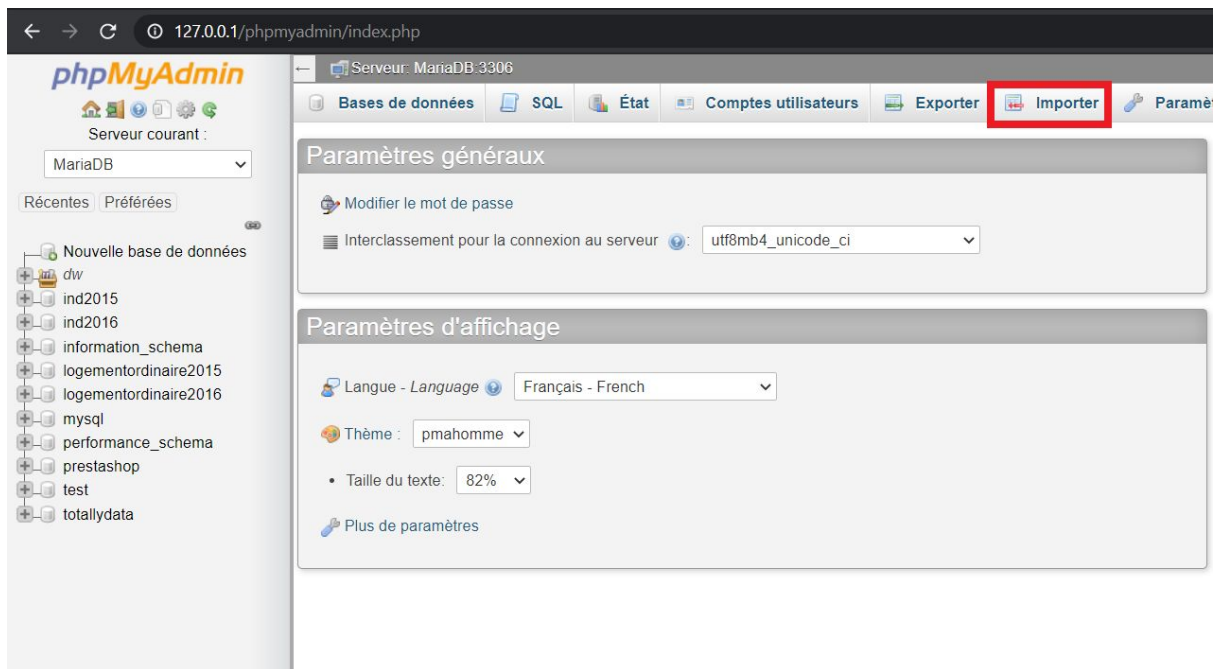 127.0.0.1/phpmyadmin/index.php
phpMyAdmin
Serveur courant :
MariaDB
Récentes Préférées
Nouvelle base de données
dw
ind2015
ind2016
information_schema
logementordinaire2015
logementordinaire2016
mysql
performance_schema
prestashop
test
totallydata
Serveur: MariaDB:3306
Bases de données SQL État Comptes utilisateurs Exporter Importer Paramè
Paramètres généraux
Modifier le mot de passe
Interclassement pour la connexion au serveur : utf8mb4_unicode_ci
Paramètres d'affichage
Langue - Language Français - French
Thème : pmahomme
• Taille du texte: 82%
Plus de paramètres